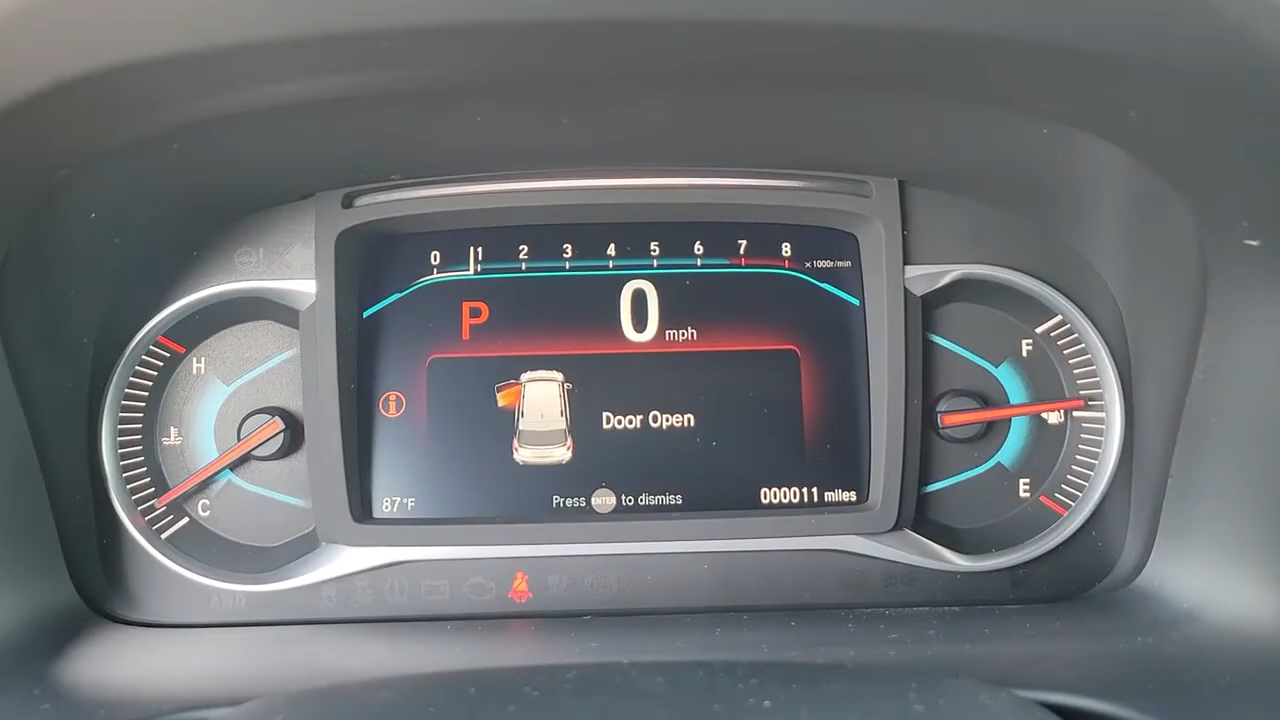 0 1 2 3 4 5 6 7 8
×1000r/min
P
0 mph
H
F
Door Open
C
E
Press ENTER to dismiss
87°F
000011 miles
AWD